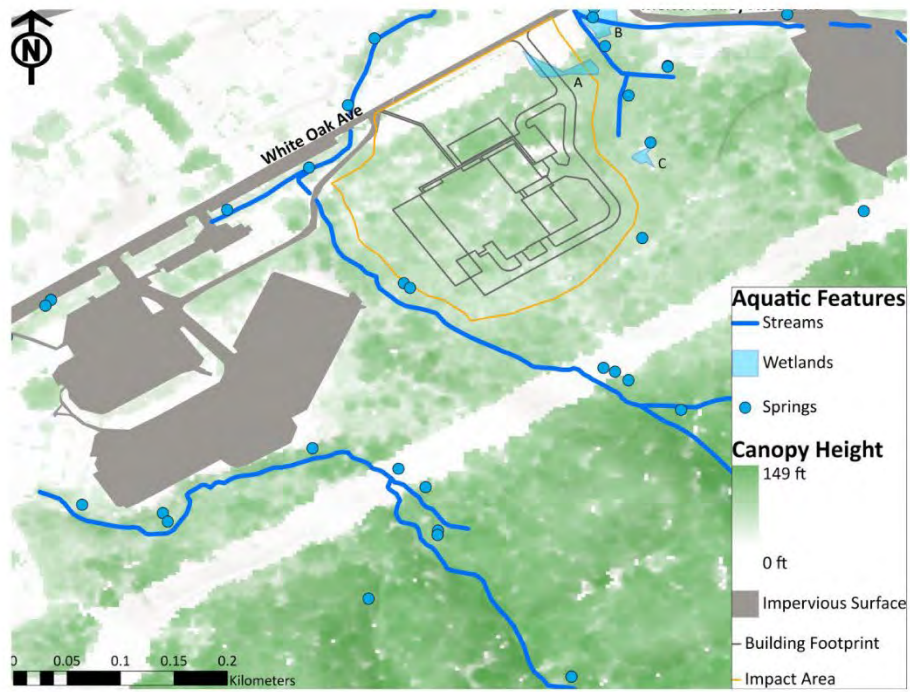 N
B
A
C
White Oak Ave
Aquatic Features
Streams
Wetlands
Springs
Canopy Height
149 ft
0 ft
Impervious Surface
Building Footprint
Impact Area
0 0.05 0.1 0.15 0.2
Kilometers